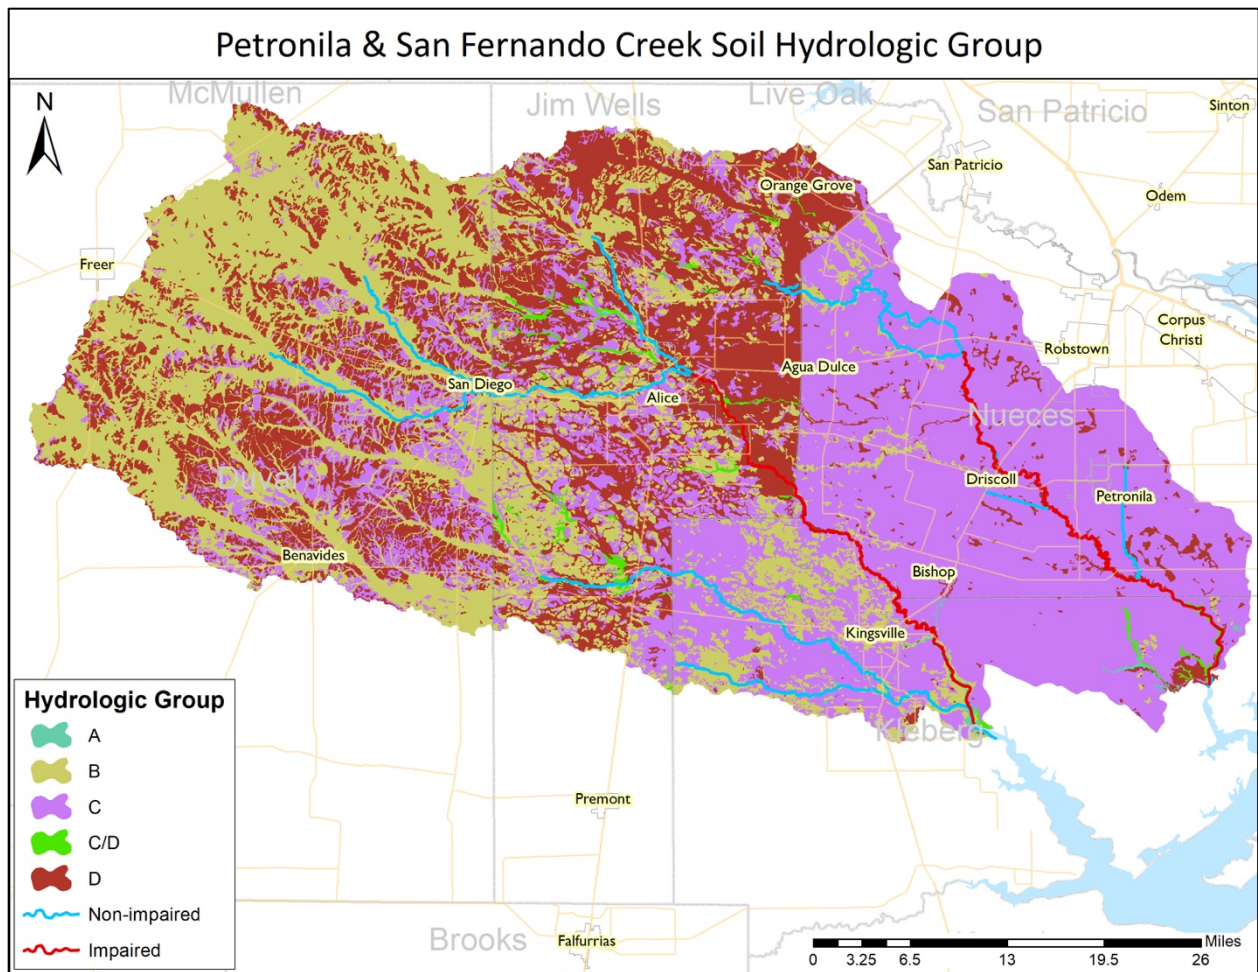 Petronila & San Fernando Creek Soil Hydrologic Group
McMullen
Jim Wells
Live Oak
San Patricio
Sinton
N
San Patricio
Orange Grove
Odem
Freer
Corpus
Christi
Robstown
Agua Dulce
San Diego
Alice
Nueces
Duval
Driscoll
Petronila
Benavides
Bishop
Kingsville
Kleberg
Hydrologic Group
A
B
C
C/D
D
Non-impaired
Impaired
Premont
Brooks
Falfurrias
Miles
0 3.25 6.5 13 19.5 26